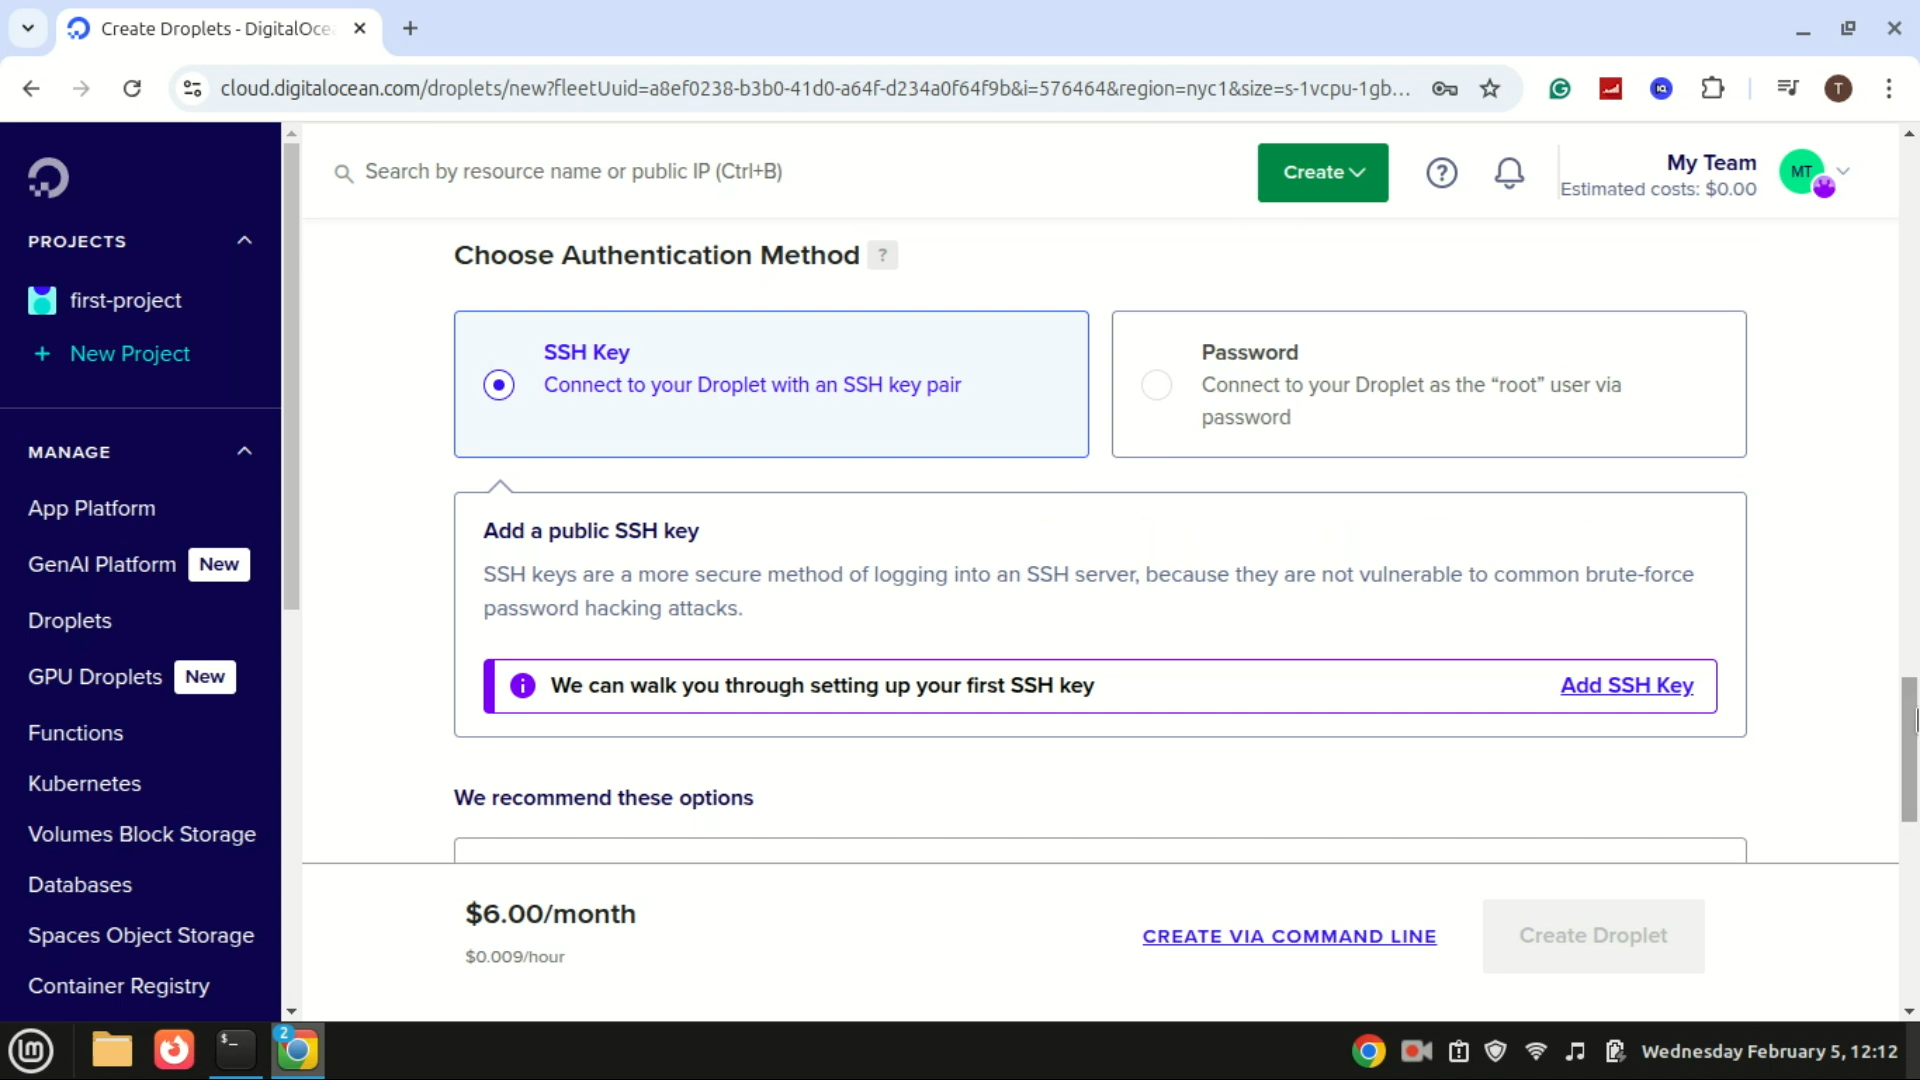 Create Droplets - DigitalOce
cloud.digitalocean.com/droplets/new?fleetUuid=a8ef0238-b3b0-41d0-a64f-d234a0f64f9b&i=576464&region=nyc1&size=s-1vcpu-1gb...
T
Search by resource name or public IP (Ctrl+B)
Create
My Team
Estimated costs: $0.00
MT
PROJECTS
first-project
+ New Project
MANAGE
App Platform
GenAI Platform New
Droplets
GPU Droplets New
Functions
Kubernetes
Volumes Block Storage
Databases
Spaces Object Storage
Container Registry
Choose Authentication Method ?
SSH Key
Connect to your Droplet with an SSH key pair
Password
Connect to your Droplet as the “root” user via
password
Add a public SSH key
SSH keys are a more secure method of logging into an SSH server, because they are not vulnerable to common brute-force
password hacking attacks.
We can walk you through setting up your first SSH key
Add SSH Key
We recommend these options
$6.00/month
$0.009/hour
CREATE VIA COMMAND LINE
Create Droplet
$_
2
Wednesday February 5, 12:12